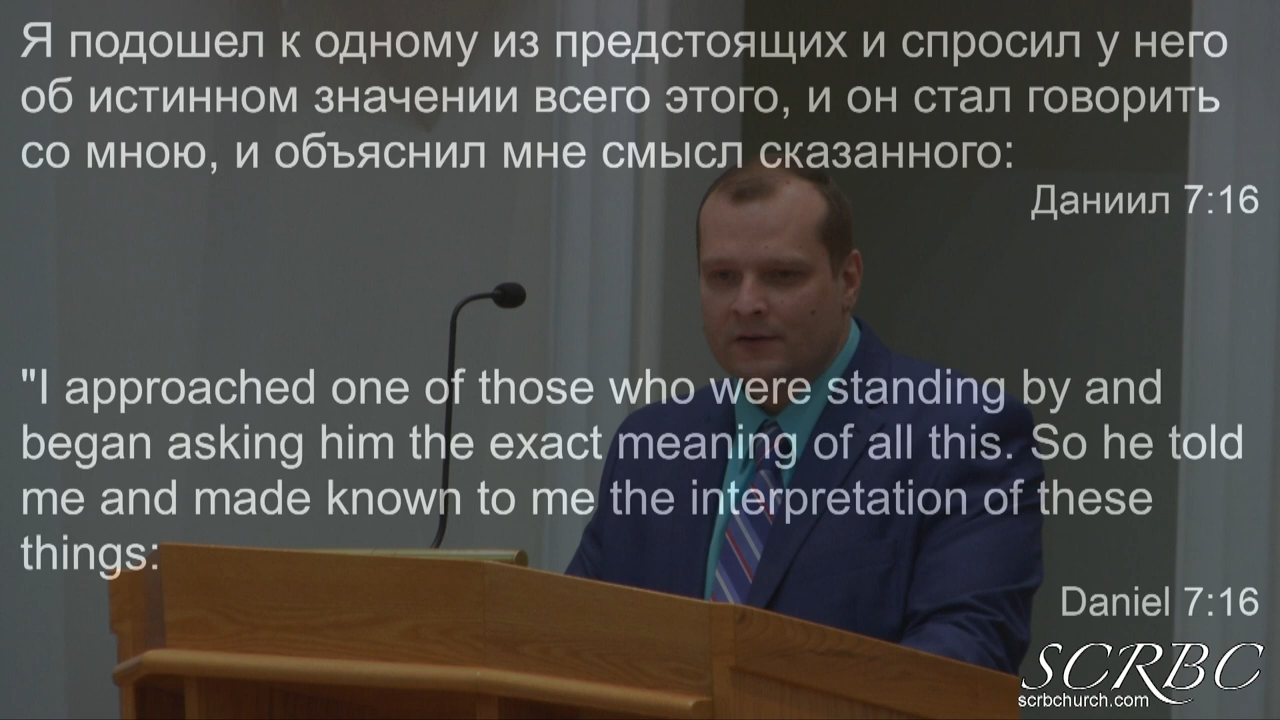 Я подошел к одному из предстоящих и спросил у него
об истинном значении всего этого, и он стал говорить
со мною, и объяснил мне смысл сказанного:
Даниил 7:16
"I approached one of those who were standing by and
began asking him the exact meaning of all this. So he told
me and made known to me the interpretation of these
things:
Daniel 7:16
SCRBC
scrbchurch.com